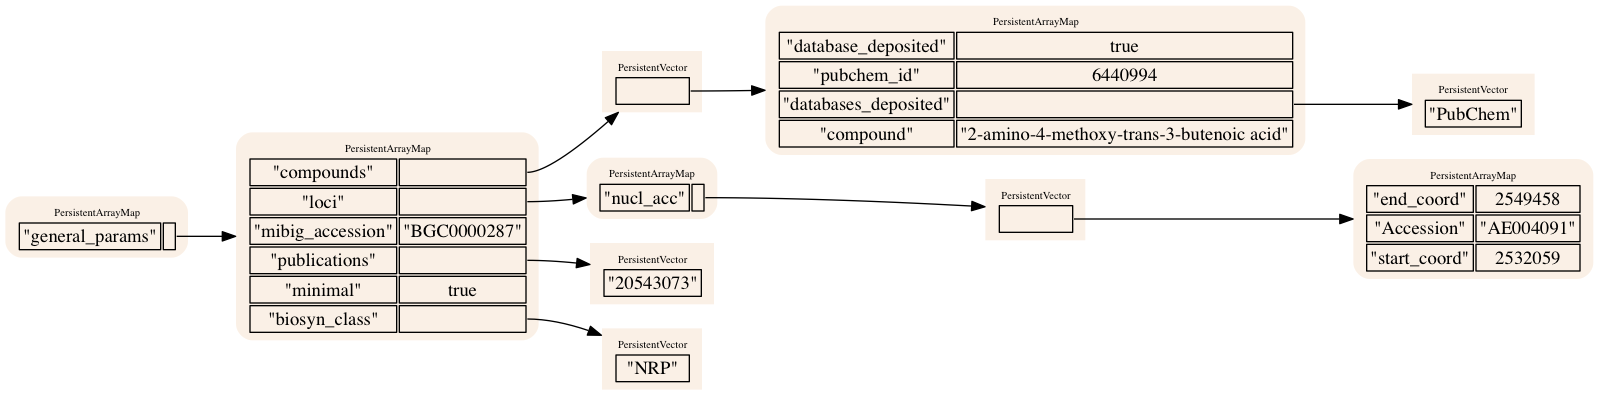 PersistentArrayMap
"general_params"
PersistentArrayMap
"compounds"
"loci"
"mibig_accession" "BGC0000287"
"publications"
"minimal" true
"biosyn_class"
PersistentVector
PersistentArrayMap
"nucl_acc"
PersistentVector
"20543073"
PersistentVector
"NRP"
PersistentArrayMap
"database_deposited" true
"pubchem_id" 6440994
"databases_deposited"
"compound" "2-amino-4-methoxy-trans-3-butenoic acid"
PersistentVector
PersistentVector
"PubChem"
PersistentArrayMap
"end_coord" 2549458
"Accession" "AE004091"
"start_coord" 2532059